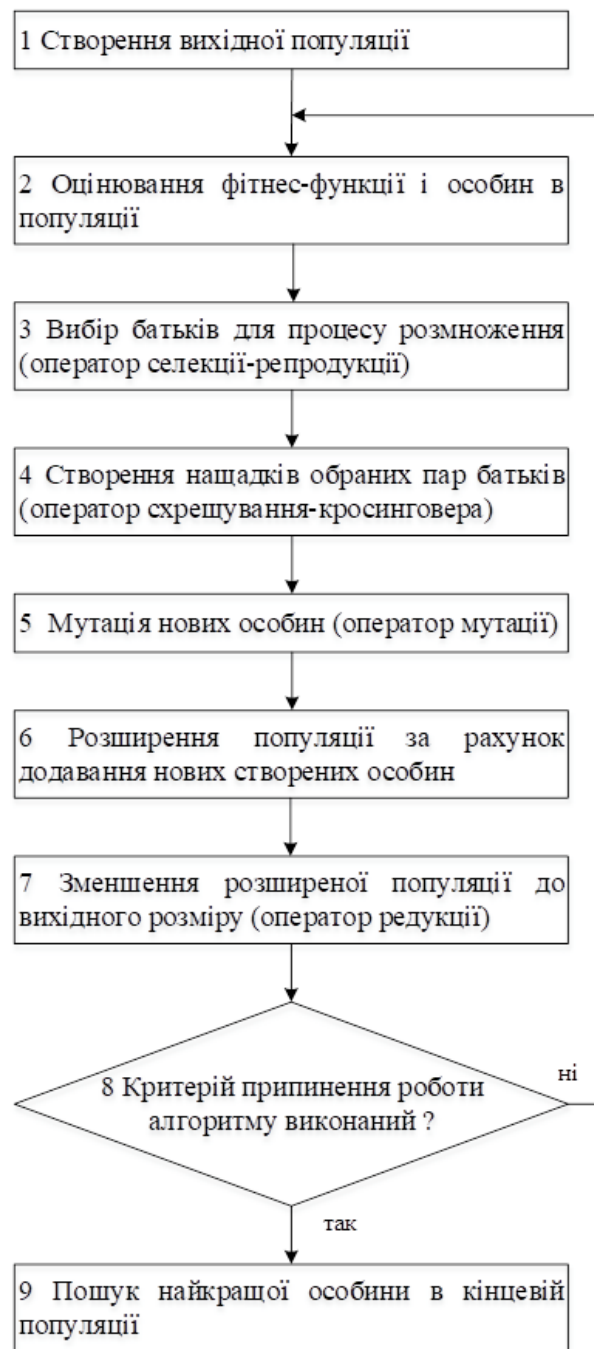 1 Створення вихідної популяції
2 Оцінювання фітнес-функції і особин в
популяції
3 Вибір батьків для процесу розмноження
(оператор селекції-репродукції)
4 Створення нащадків обраних пар батьків
(оператор схрещування-кросинговера)
5 Мутація нових особин (оператор мутації)
6 Розширення популяції за рахунок
додавання нових створених особин
7 Зменшення розширеної популяції до
вихідного розміру (оператор редукції)
8 Критерій припинення роботи
алгоритму виконаний ?
ні
так
9 Пошук найкращої особини в кінцевій
популяції